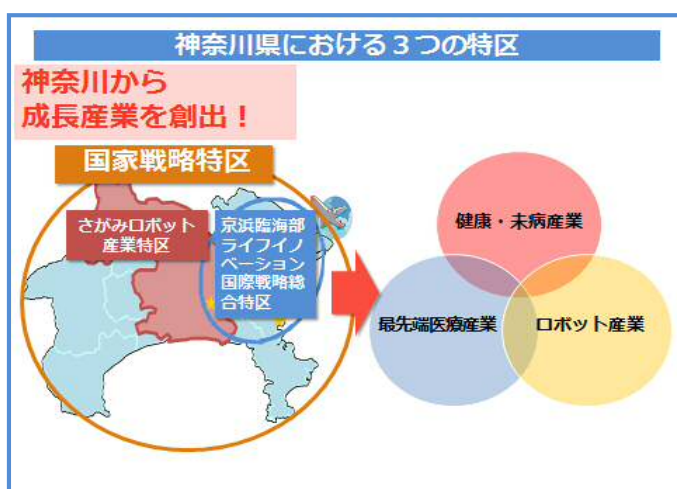 神奈川県における３つの特区
神奈川から
成長産業を創出！
国家戦略特区
さがみロボット
産業特区
京浜臨海部
ライフイノ
ベーション
国際戦略総
合特区
健康・未病産業
最先端医療産業
ロボット産業